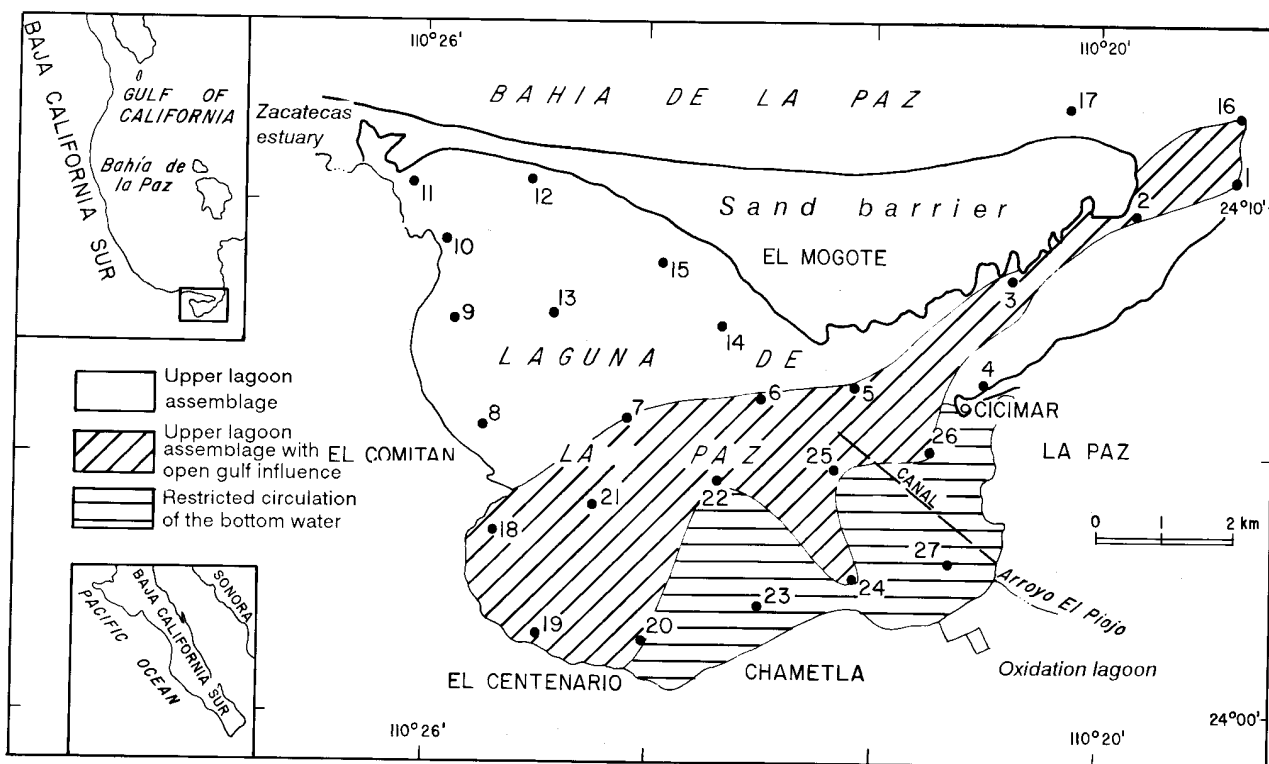 110°26'
110°20'
BAJA CALIFORNIA SUR
GULF OF
CALIFORNIA
Bahía de
la Paz
Zacatecas
estuary
BAHIA DE LA PAZ
17
16
11
12
Sand barrier
1
2
24°10'
10
15
EL MOGOTE
3
9
13
14
LAGUNA DE
4
Upper lagoon
assemblage
8
7
6
5
CICIMAR
Upper lagoon
assemblage with
open gulf influence
EL COMITAN
LA PAZ
26
LA PAZ
25
CANAL
Restricted circulation
of the bottom water
18
21
22
0 1 2 km
27
24
23
Arroyo El Piojo
19
20
EL CENTENARIO
CHAMETLA
Oxidation lagoon
PACIFIC OCEAN
BAJA CALIFORNIA SUR
SONORA
24°00'
110°26'
110°20'